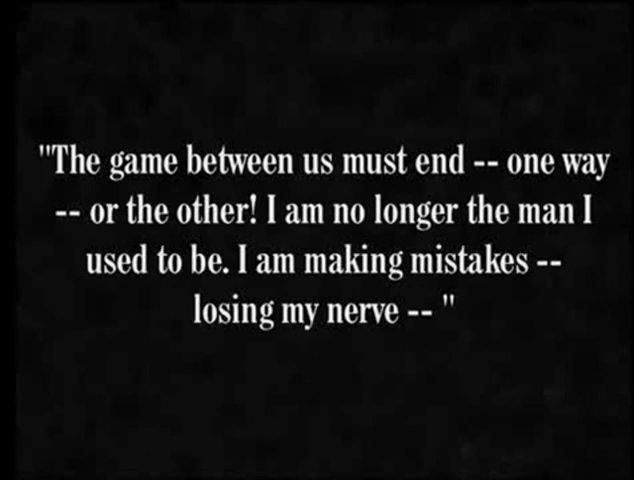 "The game between us must end -- one way
-- or the other! I am no longer the man I
used to be. I am making mistakes --
losing my nerve -- "